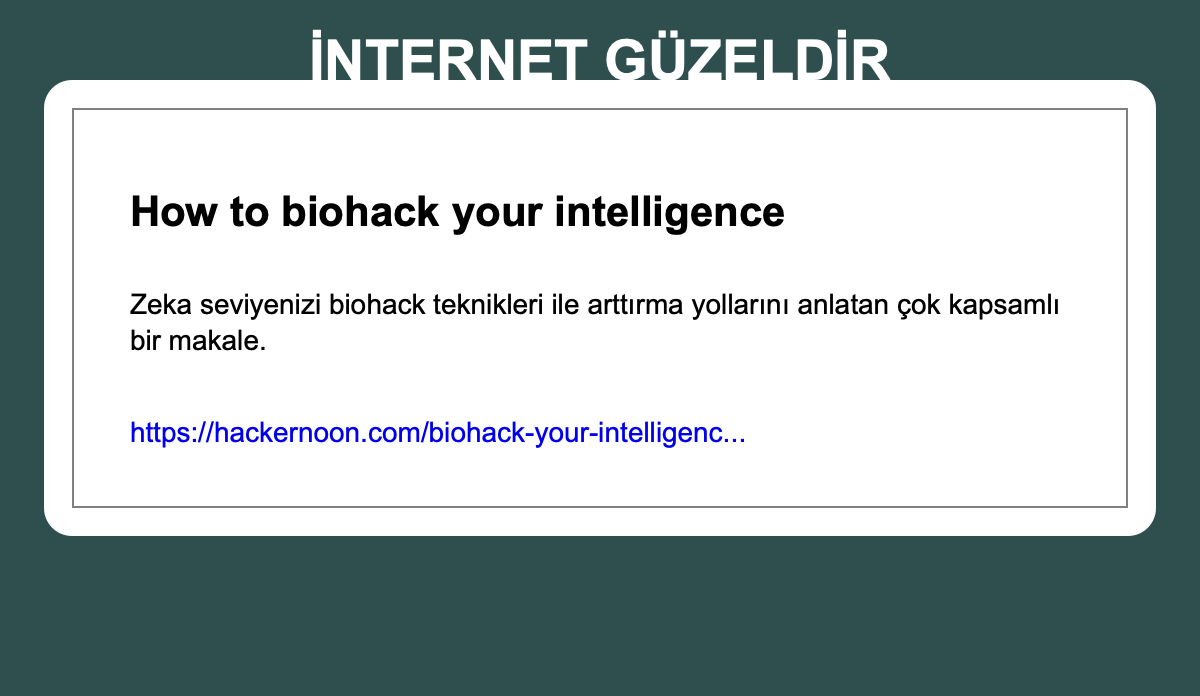 İNTERNET GÜZELDİR
How to biohack your intelligence
Zeka seviyenizi biohack teknikleri ile arttırma yollarını anlatan çok kapsamlı
bir makale.
https://hackernoon.com/biohack-your-intelligenc...